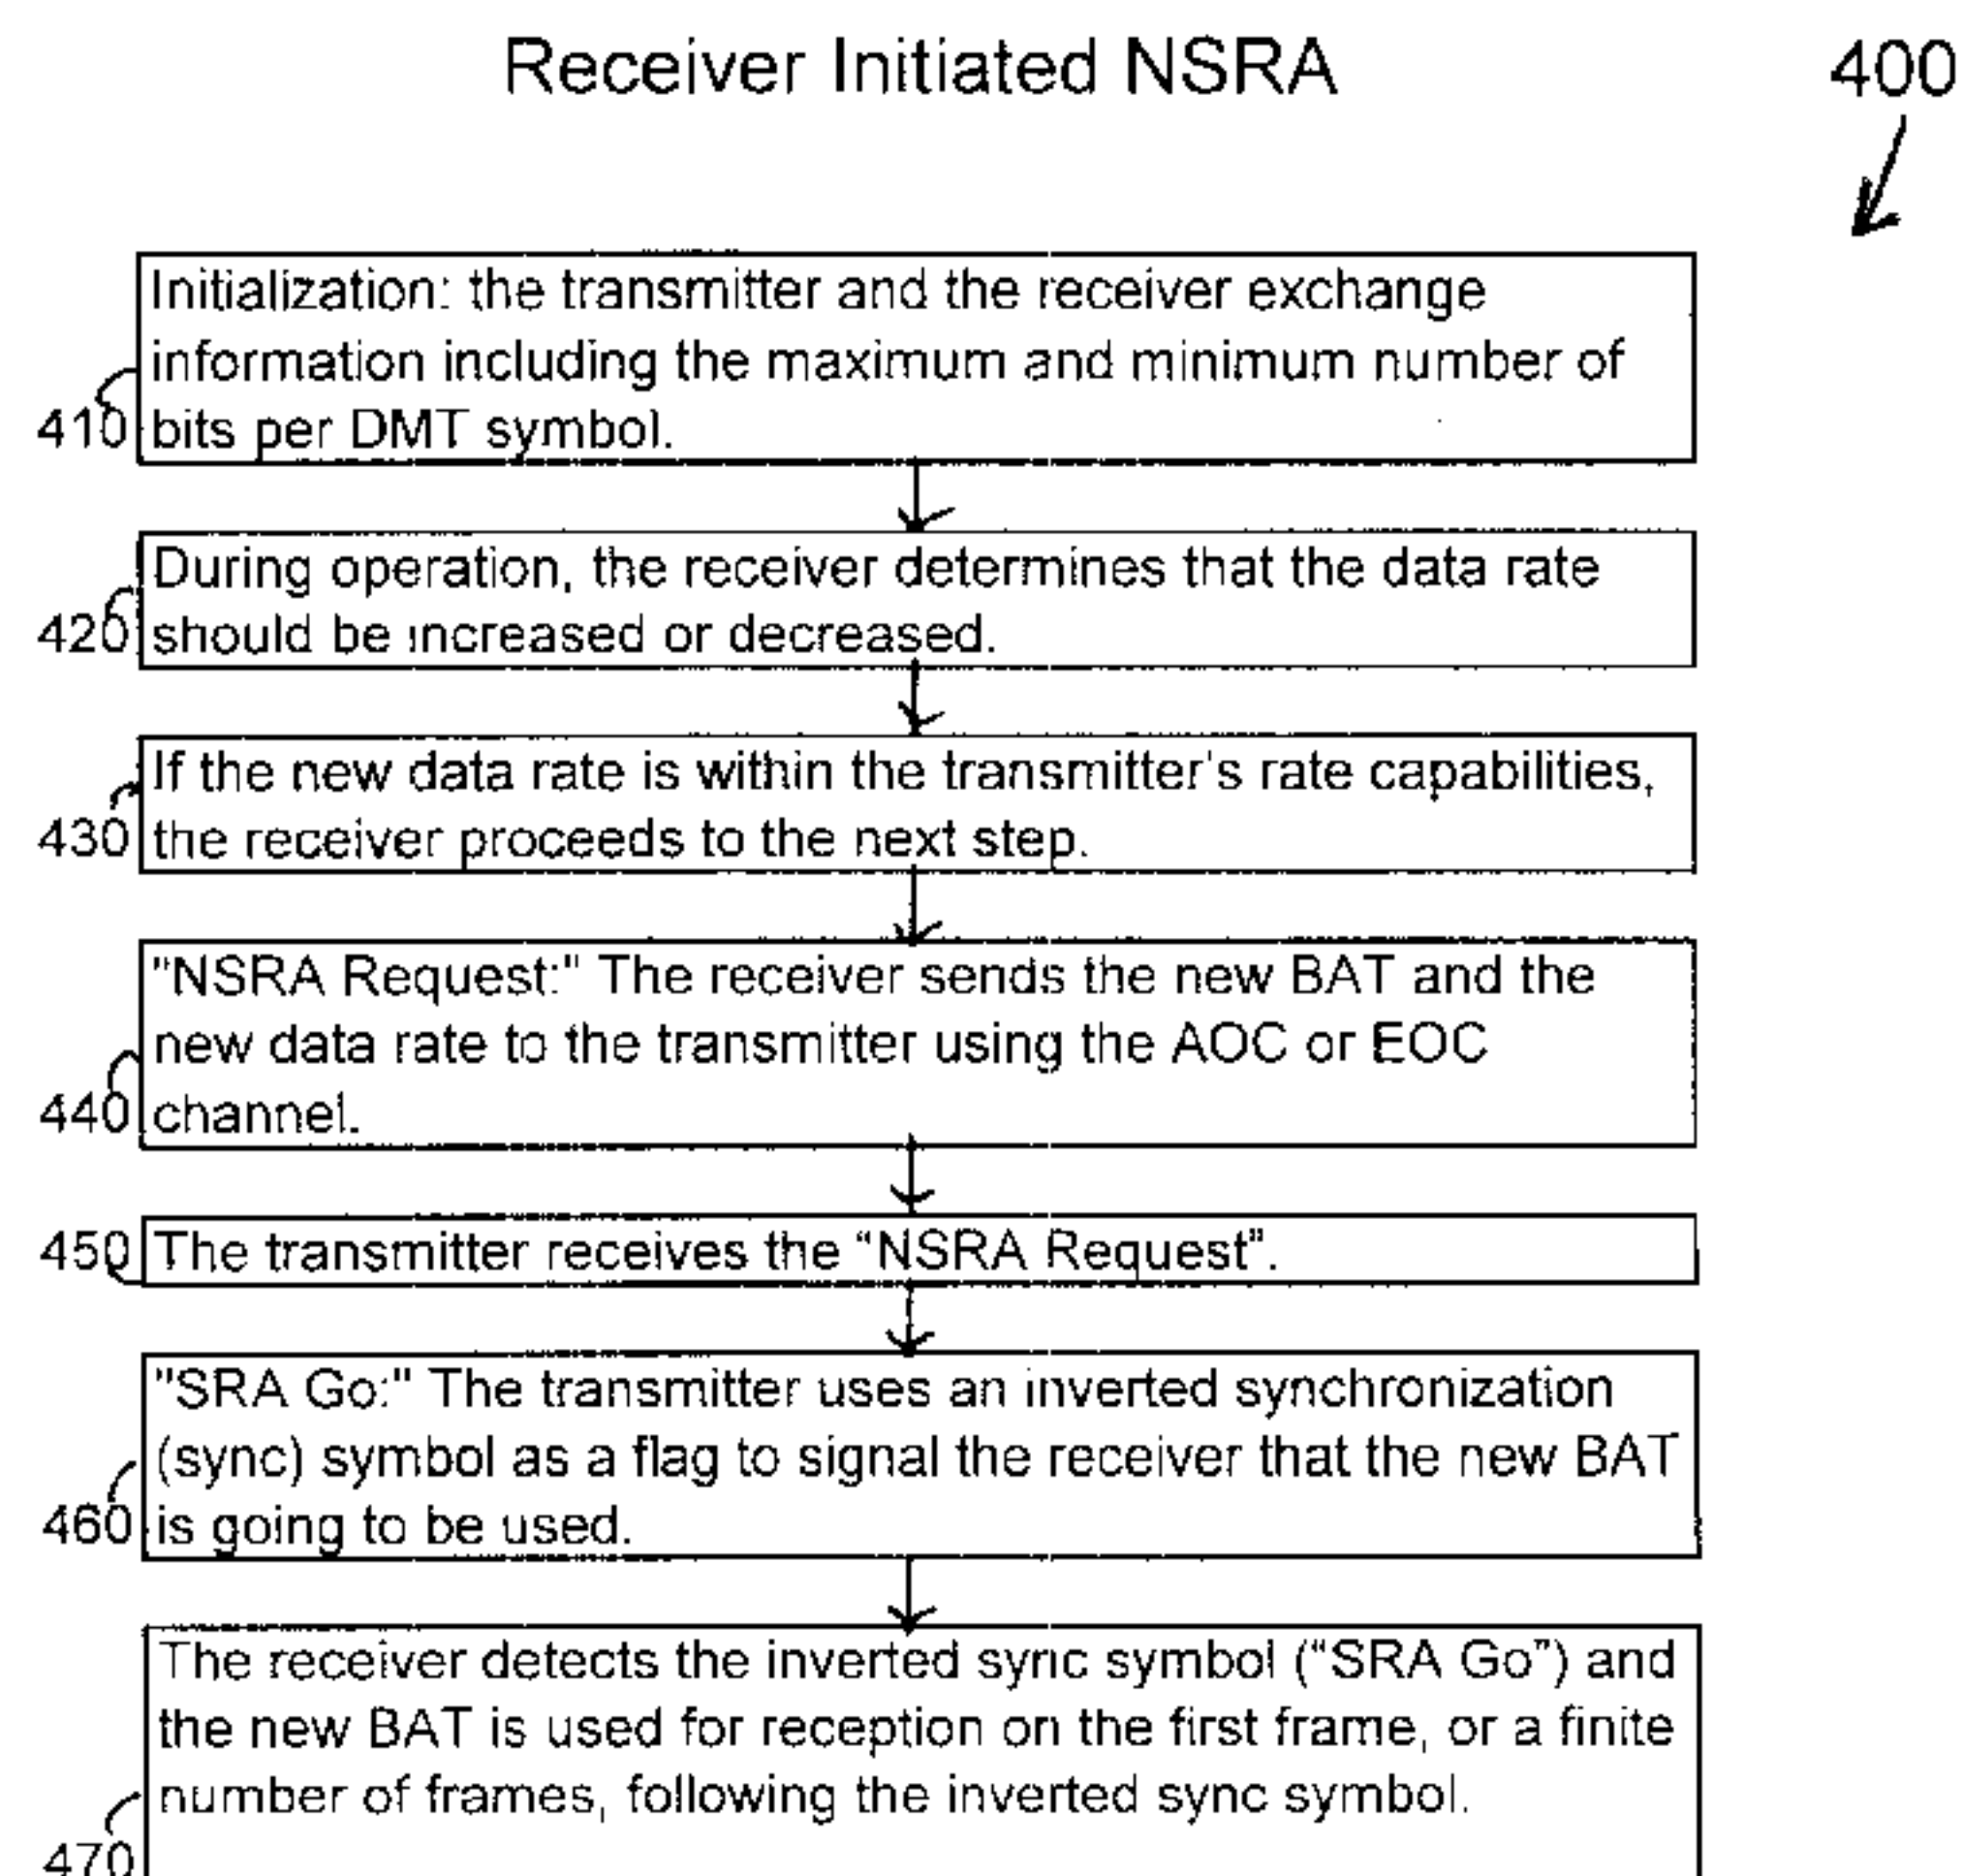 Receiver Initiated NSRA
400
Initialization: the transmitter and the receiver exchange
information including the maximum and minimum number of
410 bits per DMT symbol.
During operation, the receiver determines that the data rate
420 should be increased or decreased.
If the new data rate is within the transmitter's rate capabilities,
430 the receiver proceeds to the next step.
"NSRA Request:" The receiver sends the new BAT and the
new data rate to the transmitter using the AOC or EOC
440 channel.
450 The transmitter receives the “NSRA Request”.
"SRA Go:" The transmitter uses an inverted synchronization
(sync) symbol as a flag to signal the receiver that the new BAT
460 is going to be used.
The receiver detects the inverted sync symbol (“SRA Go”) and
the new BAT is used for reception on the first frame, or a finite
number of frames, following the inverted sync symbol.
470